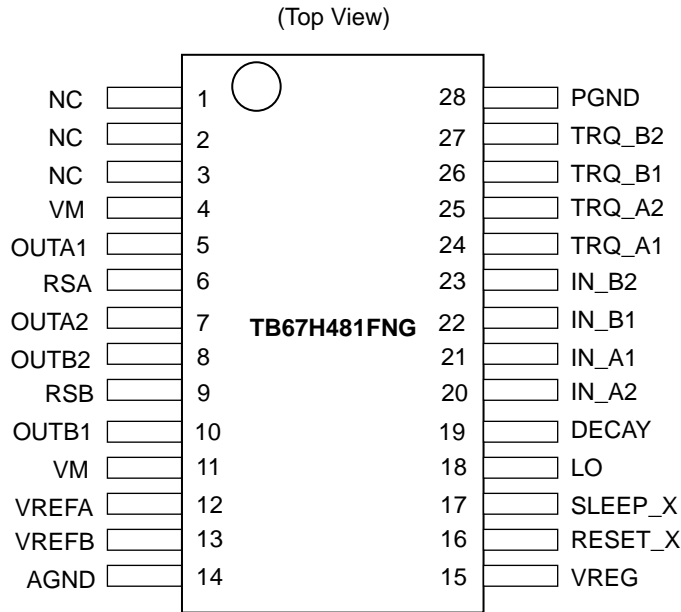 (Top View)
NC 1 28 PGND
NC 2 27 TRQ_B2
NC 3 26 TRQ_B1
VM 4 25 TRQ_A2
OUTA1 5 24 TRQ_A1
RSA 6 23 IN_B2
OUTA2 7 TB67H481FNG 22 IN_B1
OUTB2 8 21 IN_A1
RSB 9 20 IN_A2
OUTB1 10 19 DECAY
VM 11 18 LO
VREFA 12 17 SLEEP_X
VREFB 13 16 RESET_X
AGND 14 15 VREG